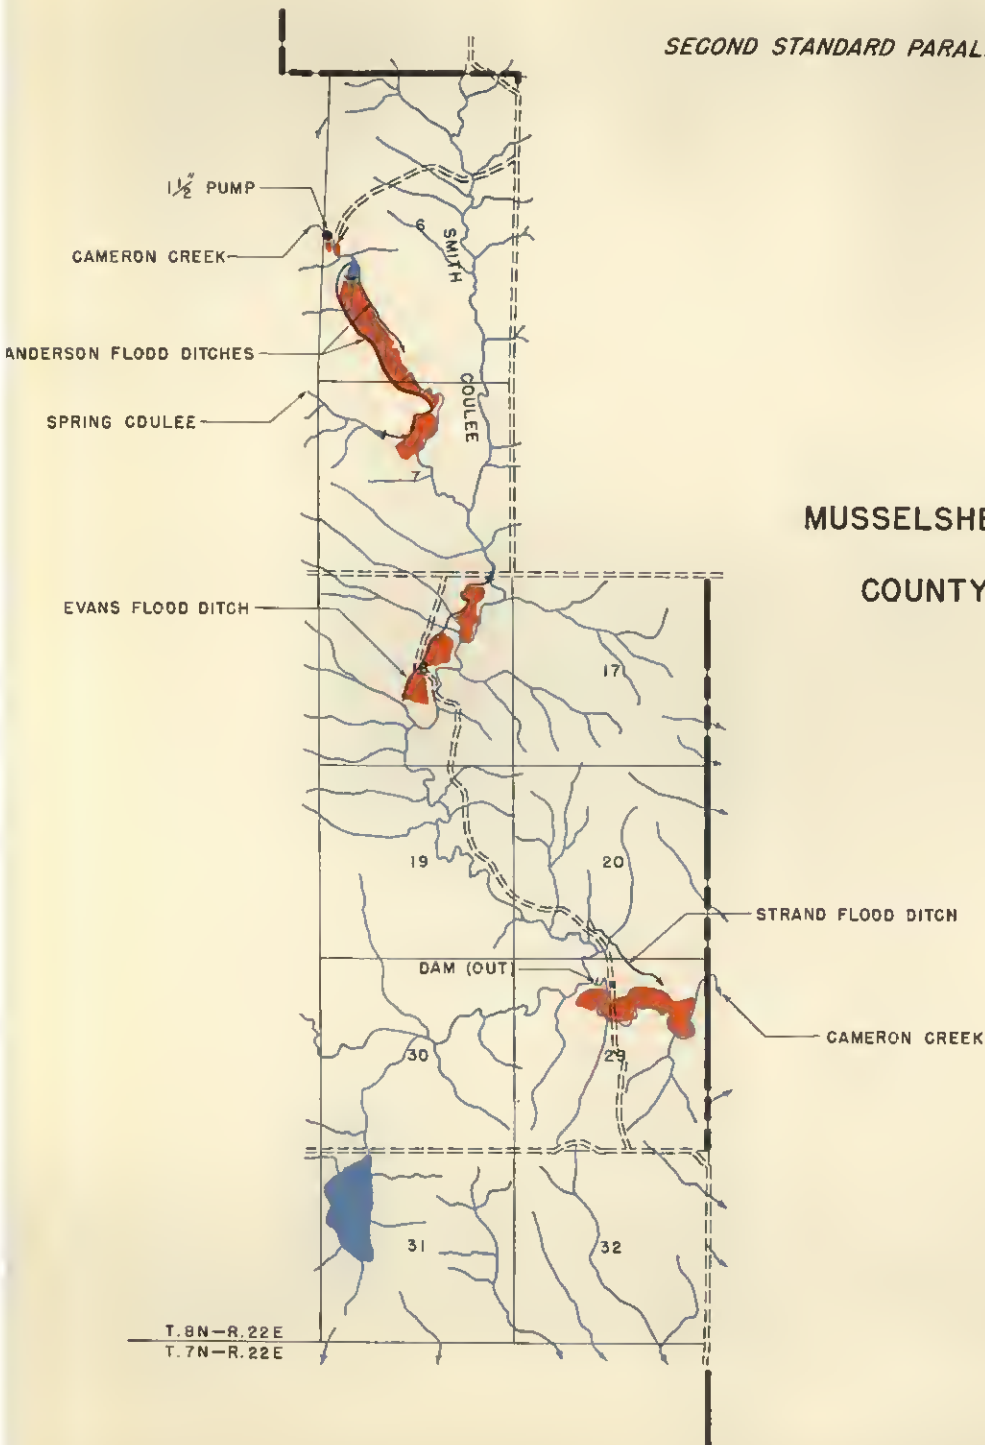 SECOND STANDARD PARAL
1½" PUMP
6
SMITH
CAMERON CREEK
ANDERSON FLOOD DITCHES
COULEE
SPRING COULEE
7
MUSSELSHE
COUNTY
EVANS FLOOD DITCH
18
17
19
20
STRAND FLOOD DITCH
DAM (OUT)
CAMERON CREEK
30
29
31
32
T.8N–R.22E
T.7N–R.22E